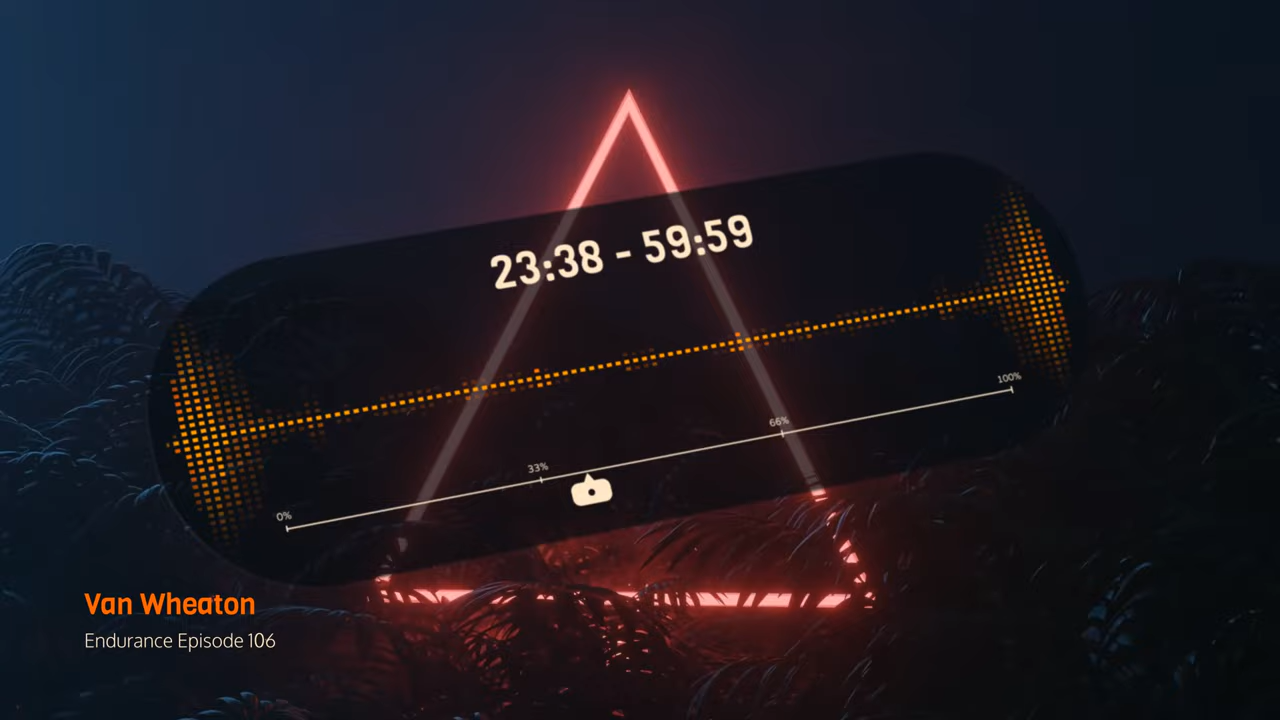 23:38 - 59:59
0%
33%
66%
100%
Van Wheaton
Endurance Episode 106